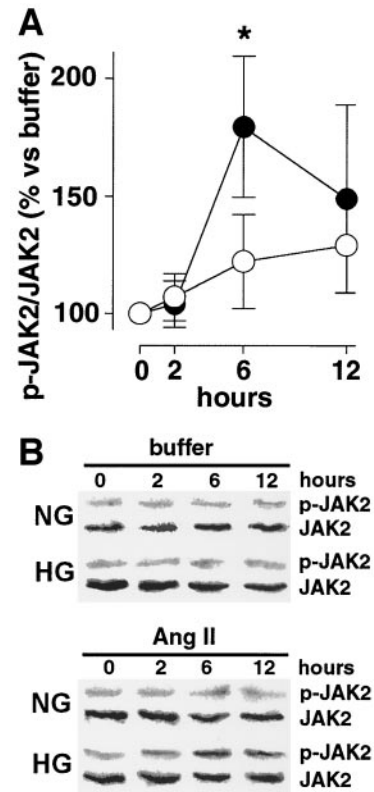 A
*
p-JAK2/JAK2 (% vs buffer)
200
150
100
0 2 6 12
hours
B
buffer
0 2 6 12 hours
NG p-JAK2
JAK2
HG p-JAK2
JAK2
Ang II
0 2 6 12 hours
NG p-JAK2
JAK2
HG p-JAK2
JAK2